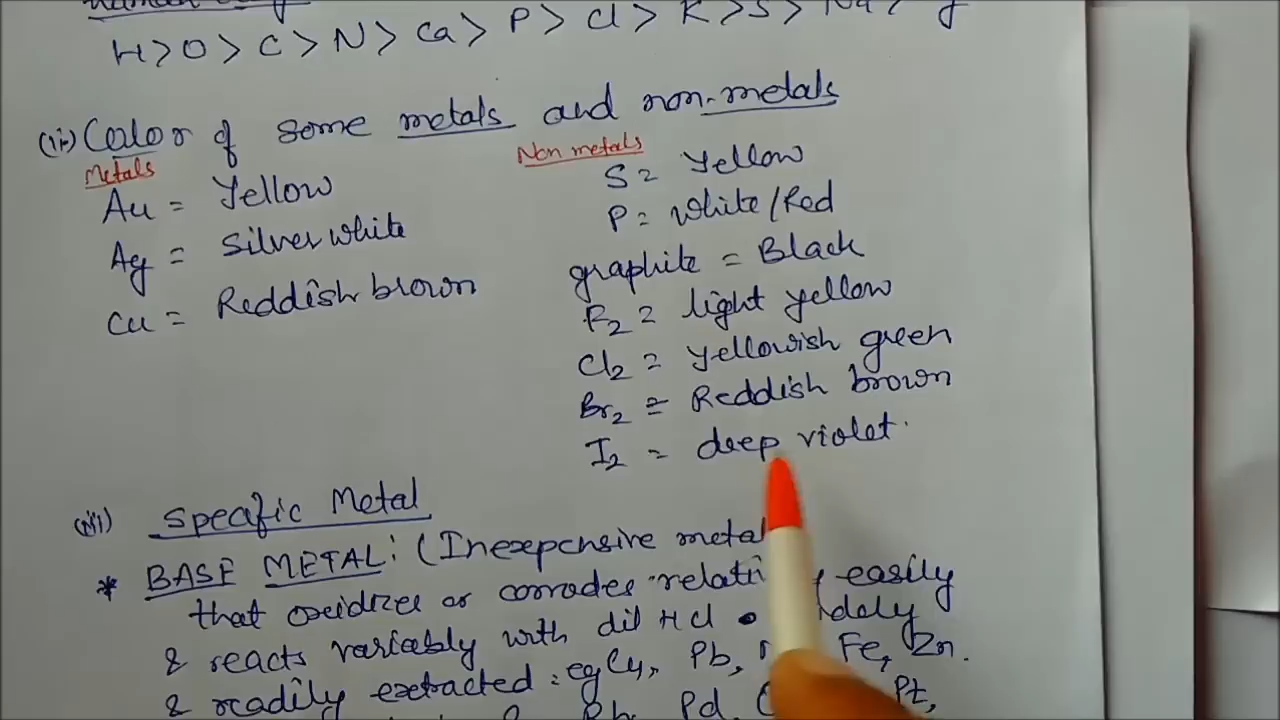 H > O > C > N > Ca > P > Cl > K > S > Na >
(ii) Color of some metals and non-metals
Metals
Au = Yellow
Ag = Silver white
Cu = Reddish brown
Non metals
S = Yellow
P = White/Red
graphite = Black
F2 = light yellow
Cl2 = Yellowish green
Br2 = Reddish brown
I2 = deep violet.
(iii) Specific Metal
* BASE METAL: (Inexpensive metal
that oxidizes or corrodes easily
& reacts variably with dil HCl
& readily extracted: eg Cu, Pb, Fe, Zn.
Rh, Pd, Pt,